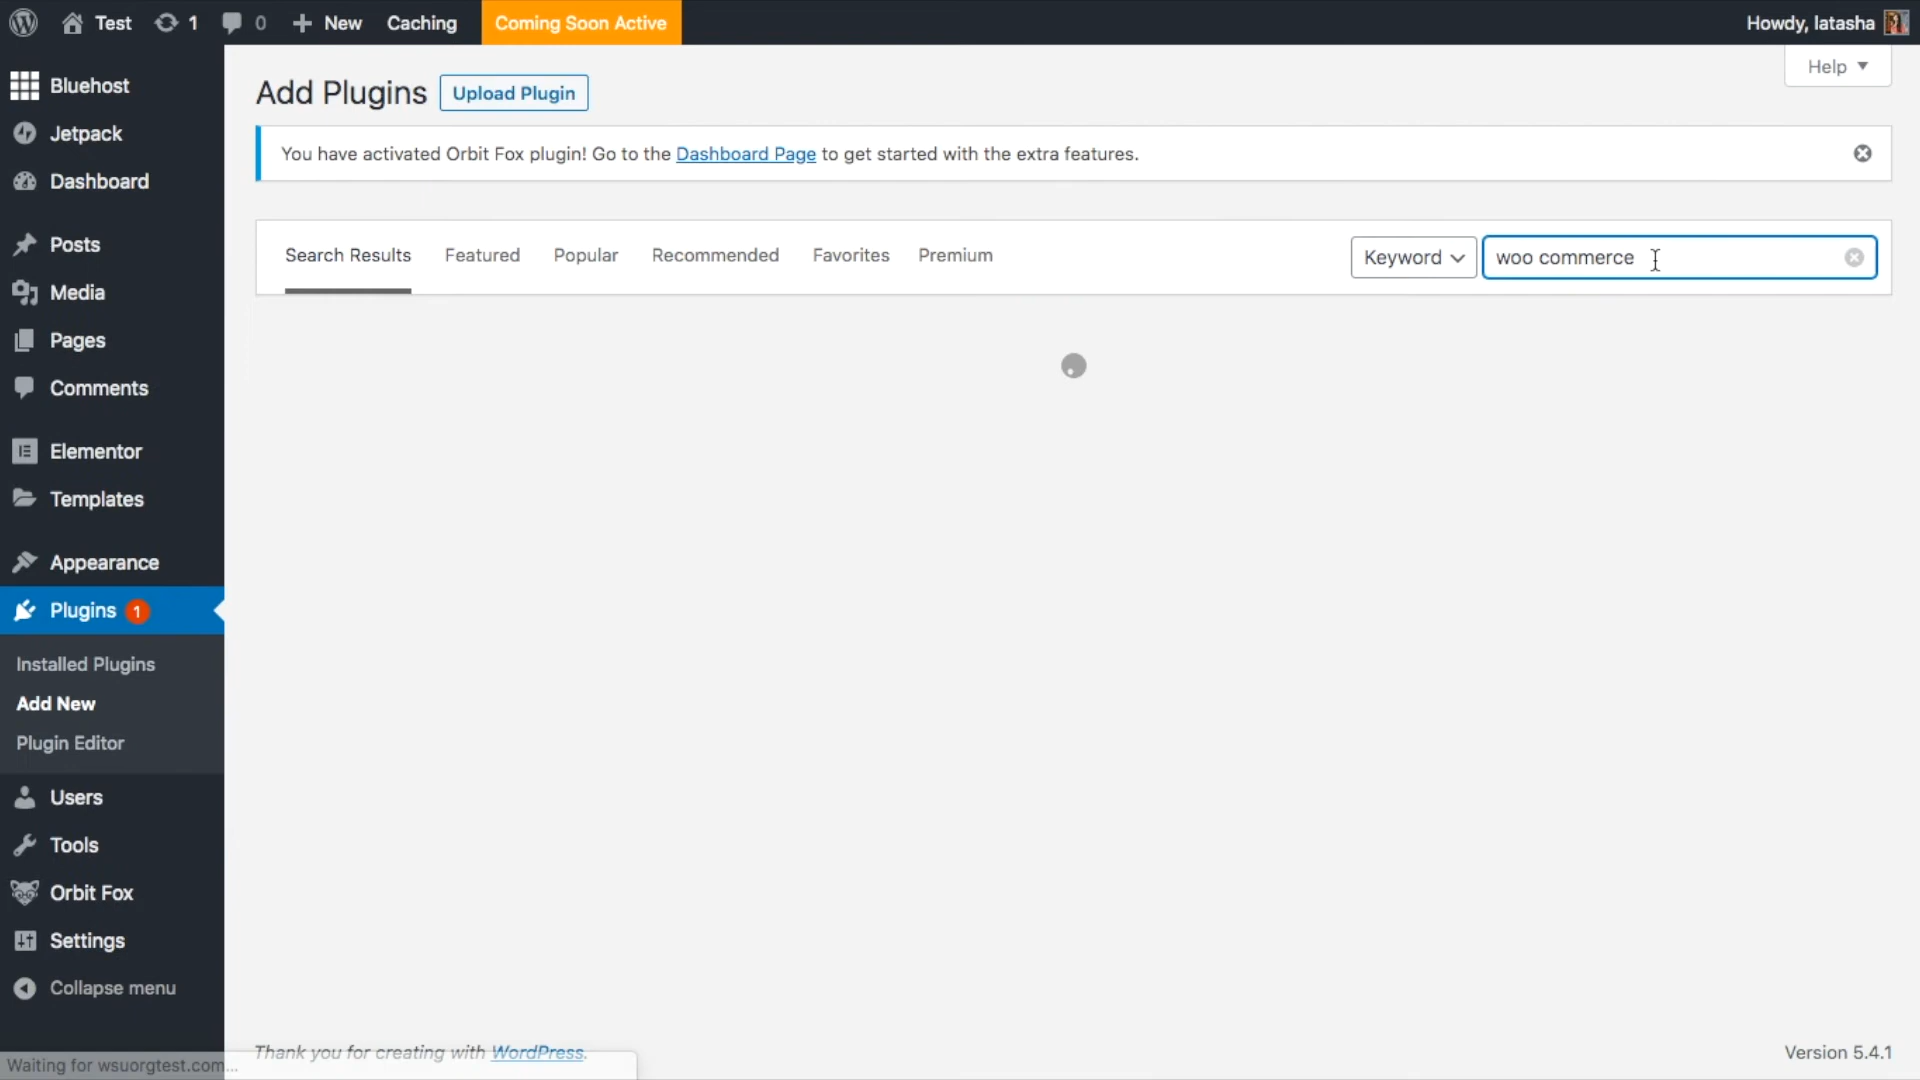 Test 1 0 + New Caching Coming Soon Active Howdy, latasha
Help
Bluehost
Jetpack
Dashboard
Posts
Media
Pages
Comments
Elementor
Templates
Appearance
Plugins 1
Installed Plugins
Add New
Plugin Editor
Users
Tools
Orbit Fox
Settings
Collapse menu
Add Plugins Upload Plugin
You have activated Orbit Fox plugin! Go to the Dashboard Page to get started with the extra features.
Search Results Featured Popular Recommended Favorites Premium Keyword woo commerce
Thank you for creating with WordPress. Version 5.4.1
Waiting for wsuorgtest.com...